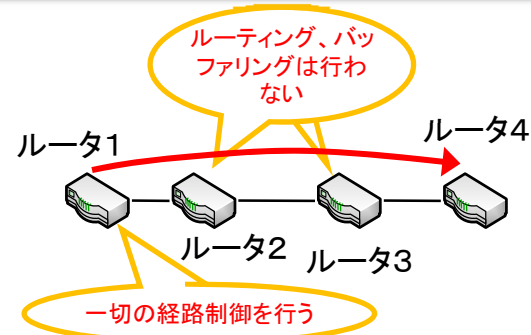 ルーティング、バッ
ファリングは行わ
ない
ルータ1
ルータ4
ルータ2
ルータ3
一切の経路制御を行う